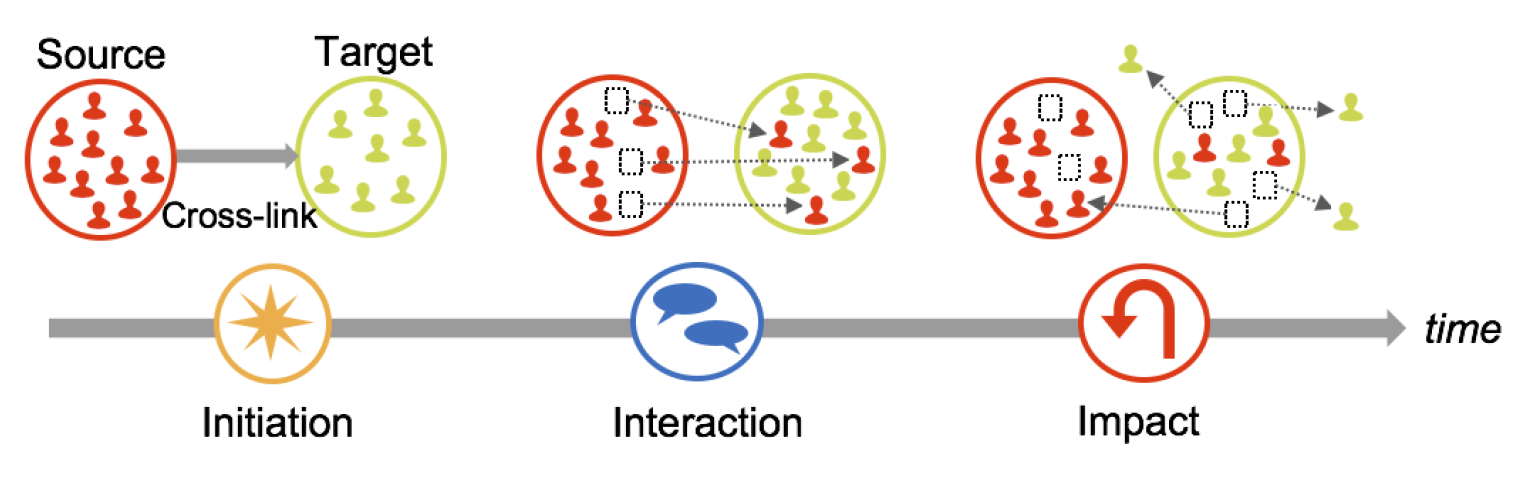 Source
Target
Cross-link
time
Initiation
Interaction
Impact